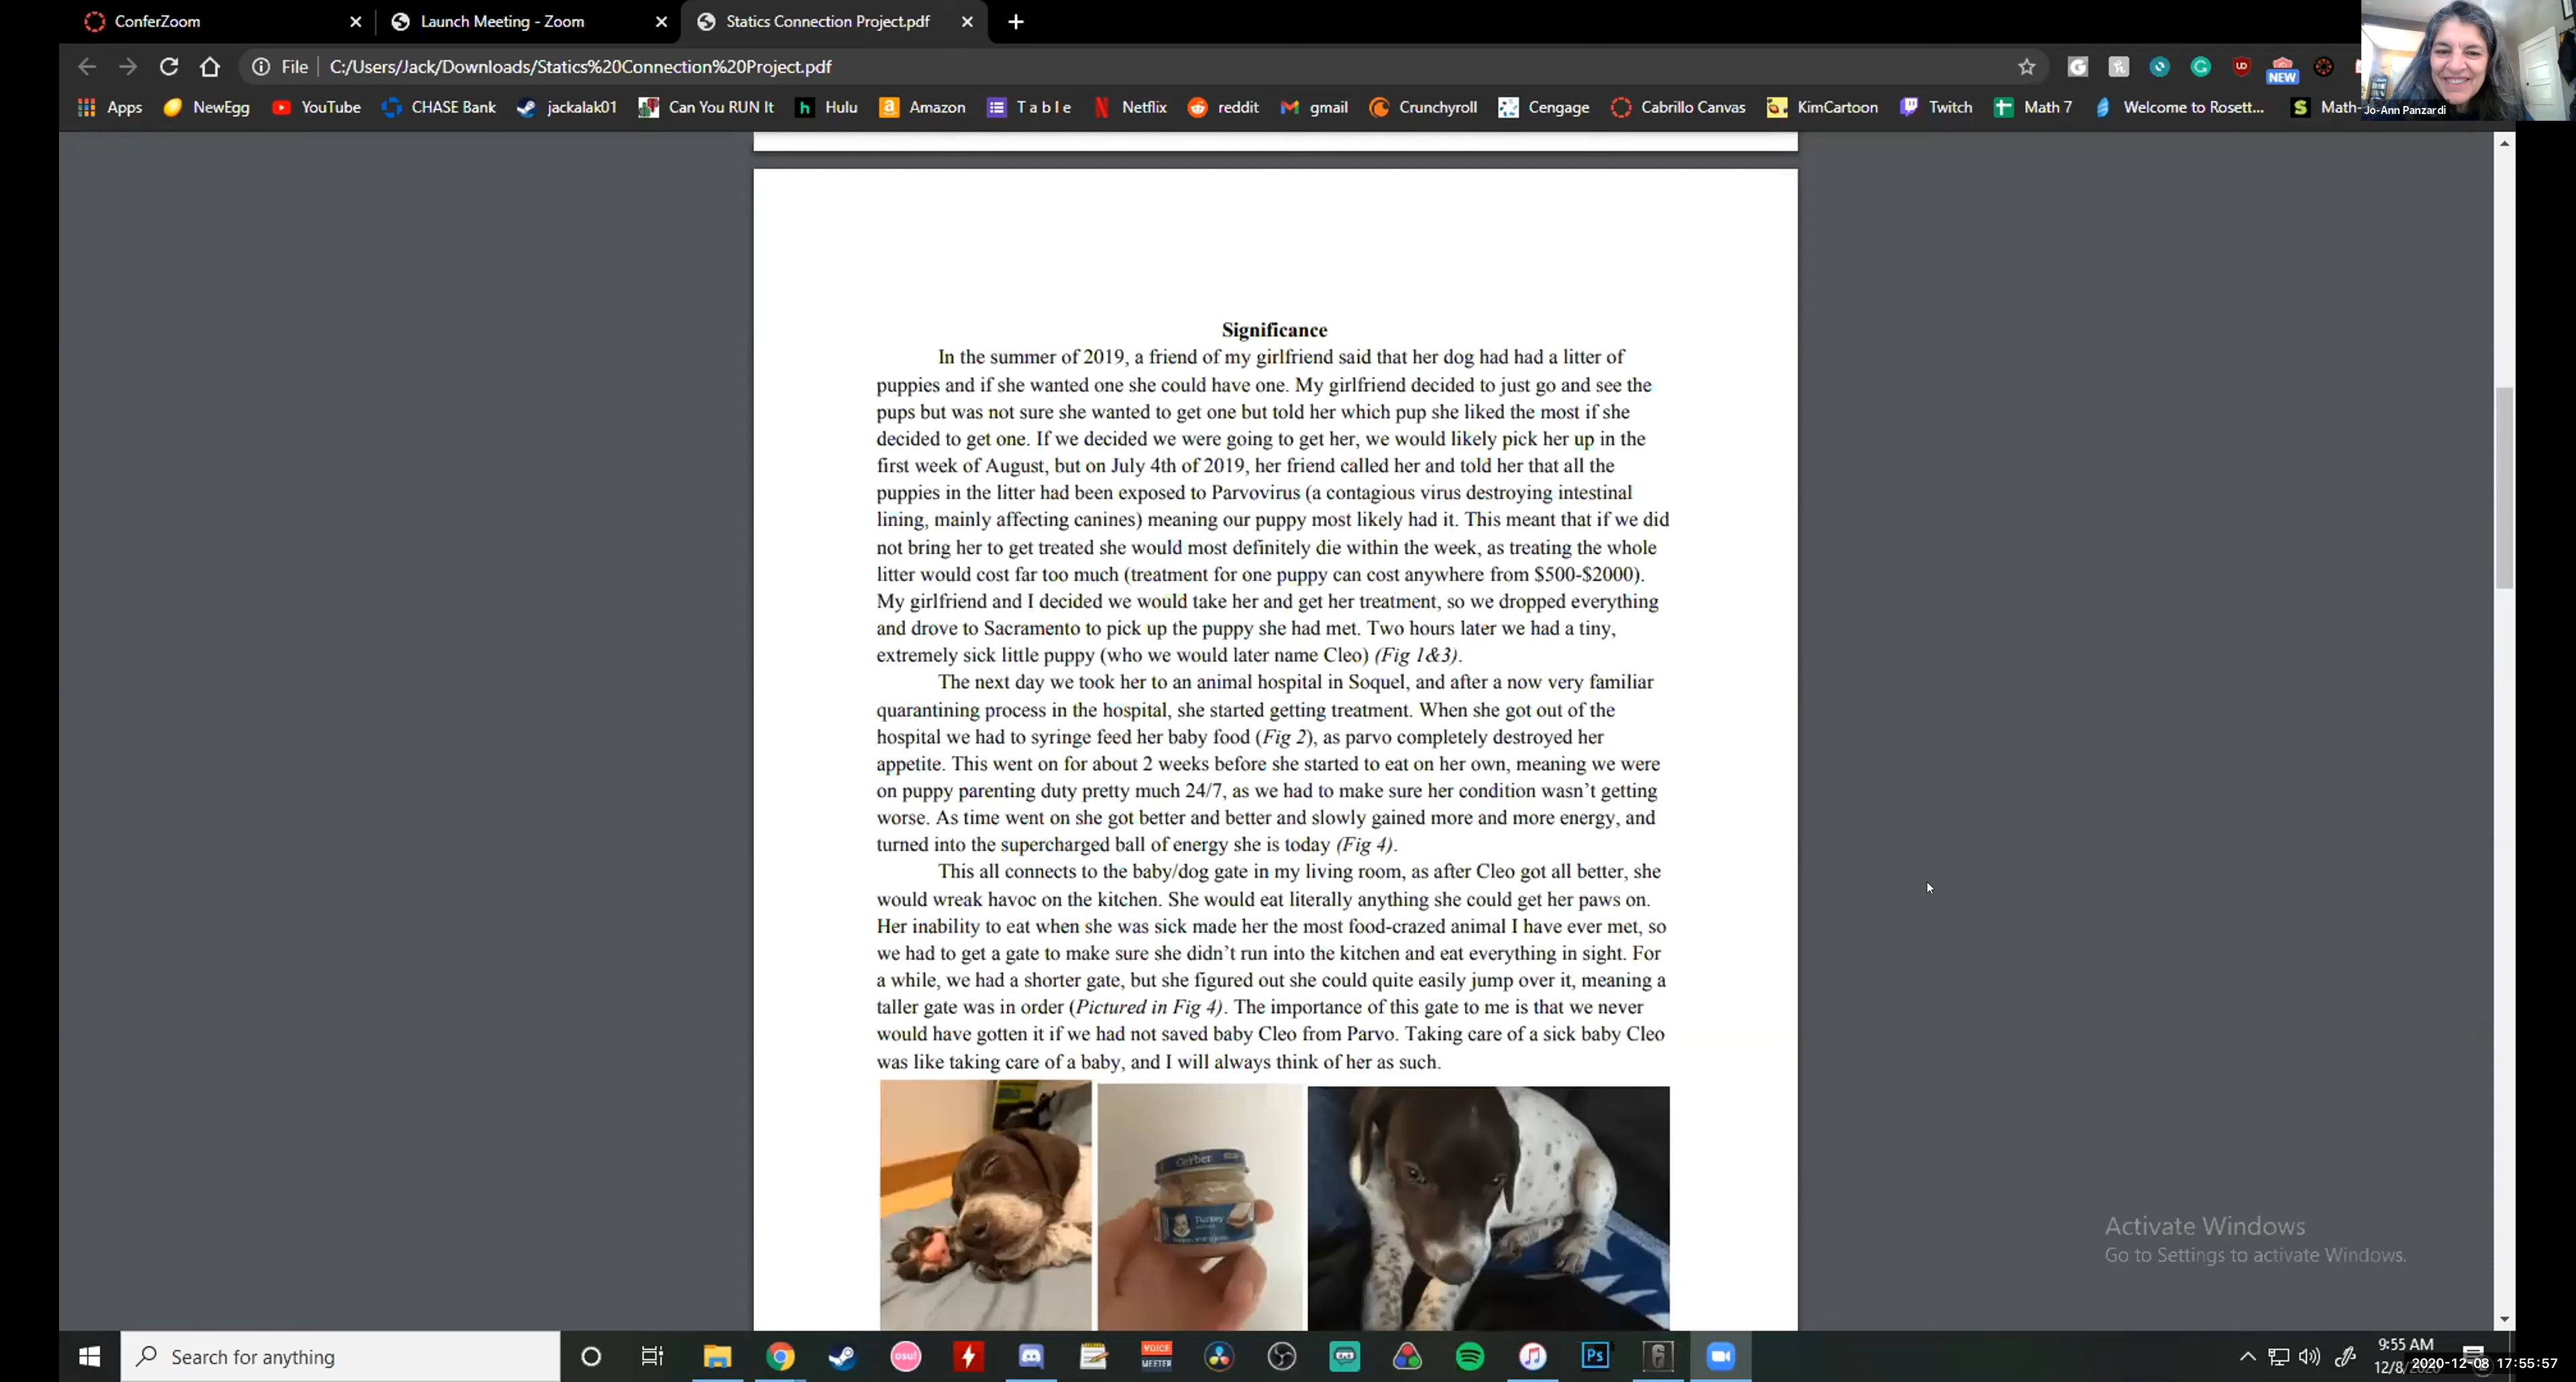 ConferZoom
Launch Meeting - Zoom
Statics Connection Project.pdf
File
C:/Users/Jack/Downloads/Statics%20Connection%20Project.pdf
NEW
Jo-Ann Panzardi
Apps
NewEgg
YouTube
CHASE Bank
jackalak01
Can You RUN It
Hulu
Amazon
T a b l e
Netflix
reddit
gmail
Crunchyroll
Cengage
Cabrillo Canvas
KimCartoon
Twitch
Math 7
Welcome to Rosett...
Math-
Significance
In the summer of 2019, a friend of my girlfriend said that her dog had had a litter of
puppies and if she wanted one she could have one. My girlfriend decided to just go and see the
pups but was not sure she wanted to get one but told her which pup she liked the most if she
decided to get one. If we decided we were going to get her, we would likely pick her up in the
first week of August, but on July 4th of 2019, her friend called her and told her that all the
puppies in the litter had been exposed to Parvovirus (a contagious virus destroying intestinal
lining, mainly affecting canines) meaning our puppy most likely had it. This meant that if we did
not bring her to get treated she would most definitely die within the week, as treating the whole
litter would cost far too much (treatment for one puppy can cost anywhere from $500-$2000).
My girlfriend and I decided we would take her and get her treatment, so we dropped everything
and drove to Sacramento to pick up the puppy she had met. Two hours later we had a tiny,
extremely sick little puppy (who we would later name Cleo) (Fig 1&3).
The next day we took her to an animal hospital in Soquel, and after a now very familiar
quarantining process in the hospital, she started getting treatment. When she got out of the
hospital we had to syringe feed her baby food (Fig 2), as parvo completely destroyed her
appetite. This went on for about 2 weeks before she started to eat on her own, meaning we were
on puppy parenting duty pretty much 24/7, as we had to make sure her condition wasn't getting
worse. As time went on she got better and better and slowly gained more and more energy, and
turned into the supercharged ball of energy she is today (Fig 4).
This all connects to the baby/dog gate in my living room, as after Cleo got all better, she
would wreak havoc on the kitchen. She would eat literally anything she could get her paws on.
Her inability to eat when she was sick made her the most food-crazed animal I have ever met, so
we had to get a gate to make sure she didn't run into the kitchen and eat everything in sight. For
a while, we had a shorter gate, but she figured out she could quite easily jump over it, meaning a
taller gate was in order (Pictured in Fig 4). The importance of this gate to me is that we never
would have gotten it if we had not saved baby Cleo from Parvo. Taking care of a sick baby Cleo
was like taking care of a baby, and I will always think of her as such.
Gerber
Turkey
Activate Windows
Go to Settings to activate Windows.
Search for anything
osu!
VOICE
MEETER
Ps
9:55 AM
12/8/
2020-12-08 17:55:57